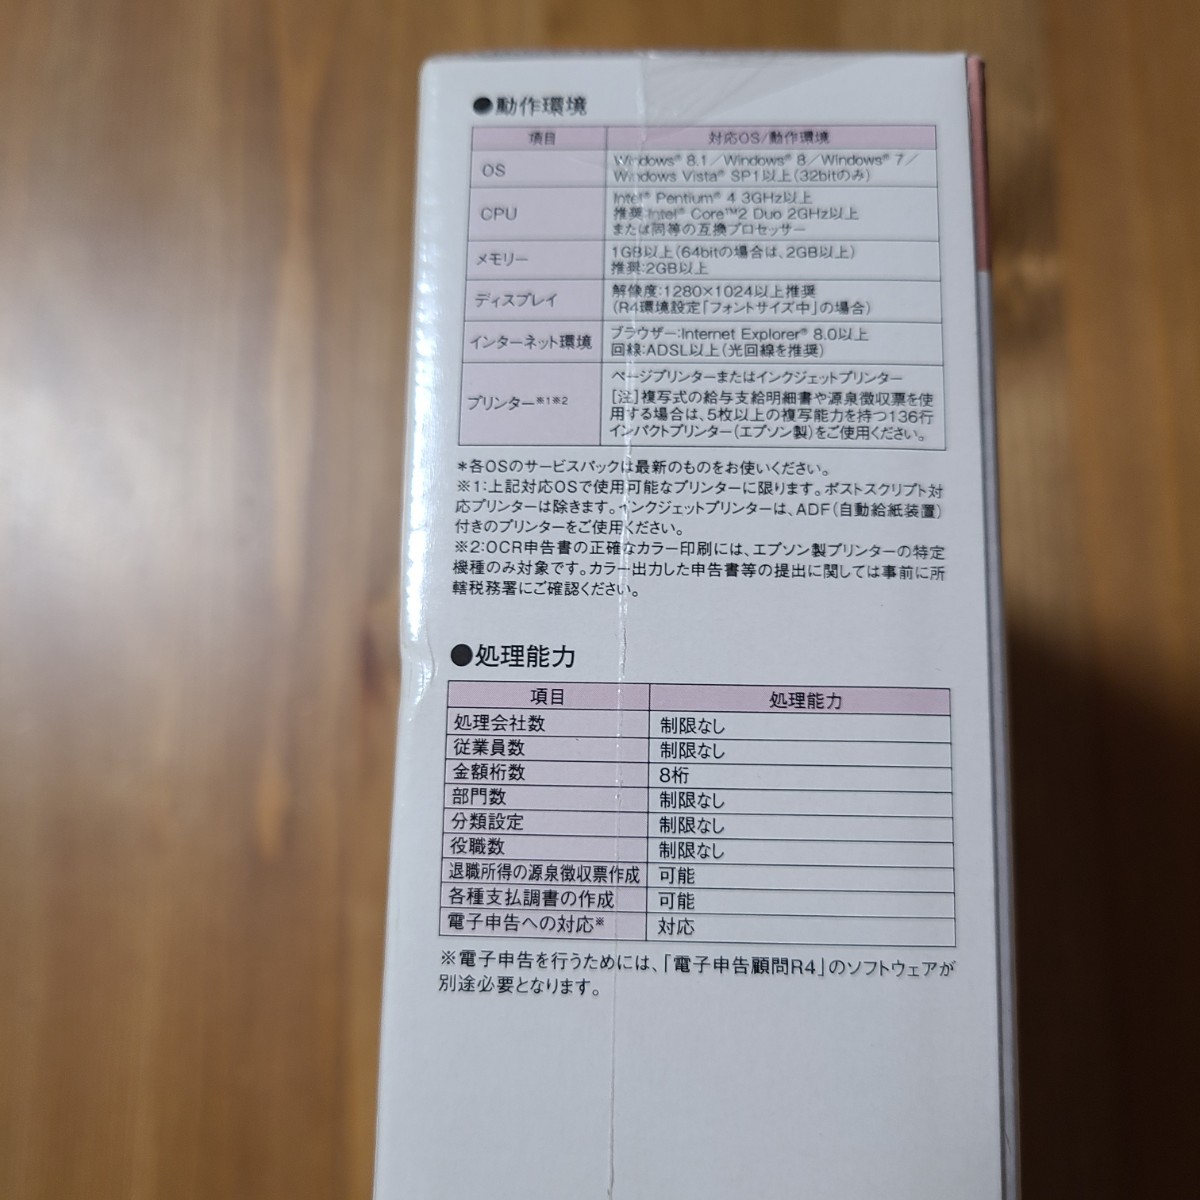 ●動作環境
項目 対応OS/動作環境
OS Windows® 8.1/Windows® 8/Windows® 7/
Windows Vista® SP1以上(32bitのみ)
CPU Intel® Pentium® 4 3GHz以上
推奨:Intel® Core™2 Duo 2GHz以上
または同等の互換プロセッサー
メモリー 1GB以上(64bitの場合は、2GB以上)
推奨:2GB以上
ディスプレイ 解像度:1280×1024以上推奨
(R4環境設定「フォントサイズ中」の場合)
インターネット環境 ブラウザー:Internet Explorer® 8.0以上
回線:ADSL以上(光回線を推奨)
プリンター※1※2 ページプリンターまたはインクジェットプリンター
[注]複写式の給与支給明細書や源泉徴収票を使
用する場合は、5枚以上の複写能力を持つ136行
インパクトプリンター(エプソン製)をご使用ください。
*各OSのサービスパックは最新のものをお使いください。
※1:上記対応OSで使用可能なプリンターに限ります。ポストスクリプト対
応プリンターは除きます。インクジェットプリンターは、ADF(自動給紙装置)
付きのプリンターをご使用ください。
※2:OCR申告書の正確なカラー印刷には、エプソン製プリンターの特定
機種のみ対象です。カラー出力した申告書等の提出に関しては事前に所
轄税務署にご確認ください。
●処理能力
項目 処理能力
処理会社数 制限なし
従業員数 制限なし
金額桁数 8桁
部門数 制限なし
分類設定 制限なし
役職数 制限なし
退職所得の源泉徴収票作成 可能
各種支払調書の作成 可能
電子申告への対応※ 対応
※電子申告を行うためには、「電子申告顧問R4」のソフトウェアが
別途必要となります。